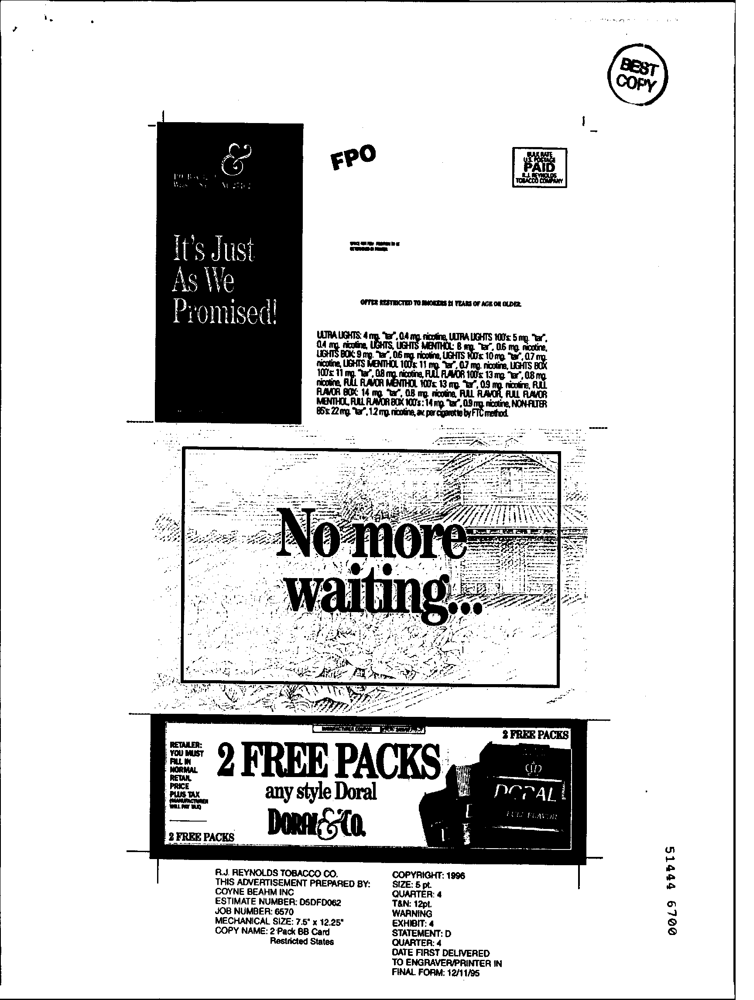 BEST
COPY
&
FPO
BULK RATE
U.S. POSTAGE
PAID
R.J. REYNOLDS
TOBACCO COMPANY
It's Just
As We
Promised!
OFFER RESTRICTED TO SMOKERS 21 YEARS OF AGE OR OLDER.
ULTRA LIGHTS: 4 mg. "tar", 0.4 mg. nicotine, ULTRA LIGHTS 100's: 5 mg. "tar",
0.4 mg. nicotine, LIGHTS, LIGHTS MENTHOL: 8 mg. "tar", 0.6 mg. nicotine,
LIGHTS BOX: 9 mg. "tar", 0.6 mg. nicotine, LIGHTS 100's: 10 mg. "tar", 0.7 mg.
nicotine, LIGHTS MENTHOL 100's: 11 mg. "tar", 0.7 mg. nicotine, LIGHTS BOX
100's: 11 mg. "tar", 0.8 mg. nicotine, FULL FLAVOR 100's: 13 mg. "tar", 0.8 mg.
nicotine, FULL FLAVOR MENTHOL 100's: 13 mg. "tar", 0.9 mg. nicotine, FULL
FLAVOR BOX: 14 mg. "tar", 0.8 mg. nicotine, FULL FLAVOR, FULL FLAVOR
MENTHOL, FULL FLAVOR BOX 100's: 14 mg. "tar", 0.9 mg. nicotine, NON-FILTER
85's: 22 mg. "tar", 1.2 mg. nicotine, av. per cigarette by FTC method.
No more
waiting...
MANUFACTURER COUPON
2 FREE PACKS
RETAILER:
YOU MUST
FILL IN
NORMAL
RETAIL
PRICE
PLUS TAX
(MANUFACTURER
WILL PAY B&O)
2 FREE PACKS
any style Doral
DORAL & CO.
DORAL
FULL FLAVOR
2 FREE PACKS
R.J. REYNOLDS TOBACCO CO.
THIS ADVERTISEMENT PREPARED BY:
COYNE BEAHM INC
ESTIMATE NUMBER: D5DFD062
JOB NUMBER: 6570
MECHANICAL SIZE: 7.5" x 12.25"
COPY NAME: 2 Pack BB Card
Restricted States
COPYRIGHT: 1996
SIZE: 5 pt.
QUARTER: 4
T&N: 12pt.
WARNING
EXHIBIT: 4
STATEMENT: D
QUARTER: 4
DATE FIRST DELIVERED
TO ENGRAVER/PRINTER IN
FINAL FORM: 12/11/95
51444 6700